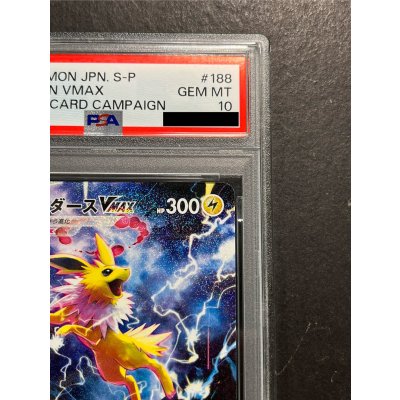 MON JPN. S-P #188
N VMAX GEM MT
CARD CAMPAIGN 10
PSA
ダースVMAX HP300